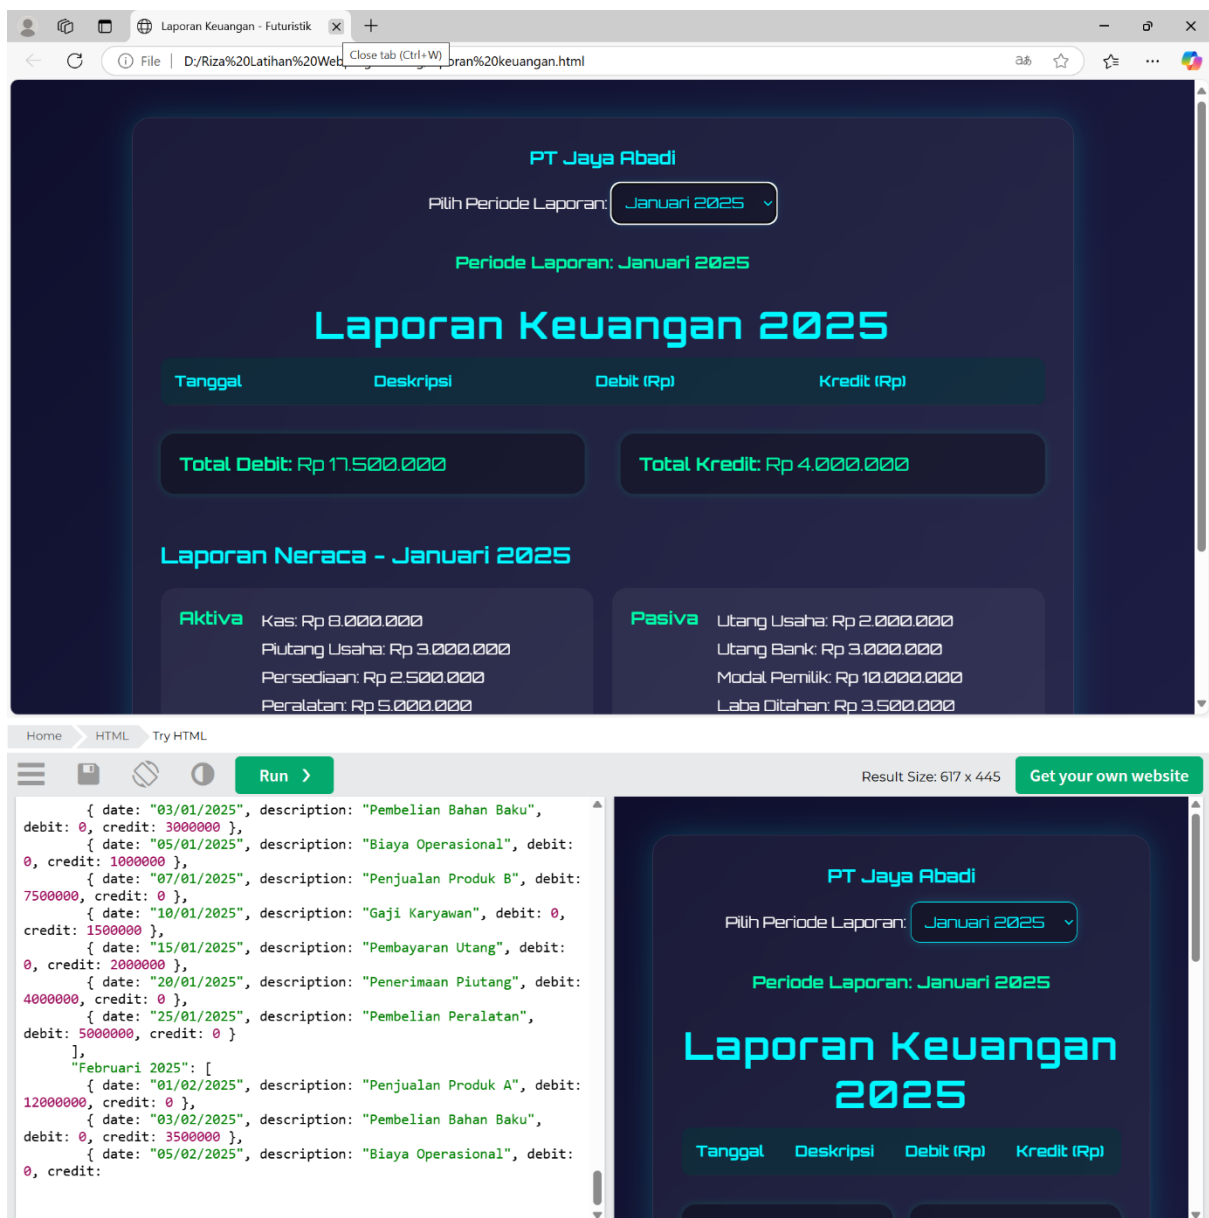 Laporan Keuangan - Futuristik
Close tab (Ctrl+W)
File
D:/Riza%20Latihan%20Web
oran%20keuangan.html
PT Jaya Abadi
Pilih Periode Laporan: Januari 2025
Periode Laporan: Januari 2025
Laporan Keuangan 2025
Tanggal Deskripsi Debit (Rp) Kredit (Rp)
Total Debit: Rp 17.500.000
Total Kredit: Rp 4.000.000
Laporan Neraca - Januari 2025
Aktiva
Kas: Rp 8.000.000
Piutang Usaha: Rp 3.000.000
Persediaan: Rp 2.500.000
Peralatan: Rp 5.000.000
Pasiva
Utang Usaha: Rp 2.000.000
Utang Bank: Rp 3.000.000
Modal Pemilik: Rp 10.000.000
Laba Ditahan: Rp 3.500.000
Home HTML Try HTML
Run
Result Size: 617 x 445
Get your own website
{ date: "03/01/2025", description: "Pembelian Bahan Baku",
debit: 0, credit: 3000000 },
{ date: "05/01/2025", description: "Biaya Operasional", debit:
0, credit: 1000000 },
{ date: "07/01/2025", description: "Penjualan Produk B", debit:
7500000, credit: 0 },
{ date: "10/01/2025", description: "Gaji Karyawan", debit: 0,
credit: 1500000 },
{ date: "15/01/2025", description: "Pembayaran Utang", debit:
0, credit: 2000000 },
{ date: "20/01/2025", description: "Penerimaan Piutang", debit:
4000000, credit: 0 },
{ date: "25/01/2025", description: "Pembelian Peralatan",
debit: 5000000, credit: 0 }
],
"Februari 2025": [
{ date: "01/02/2025", description: "Penjualan Produk A", debit:
12000000, credit: 0 },
{ date: "03/02/2025", description: "Pembelian Bahan Baku",
debit: 0, credit: 3500000 },
{ date: "05/02/2025", description: "Biaya Operasional", debit:
0, credit:
PT Jaya Abadi
Pilih Periode Laporan: Januari 2025
Periode Laporan: Januari 2025
Laporan Keuangan
2025
Tanggal Deskripsi Debit (Rp) Kredit (Rp)